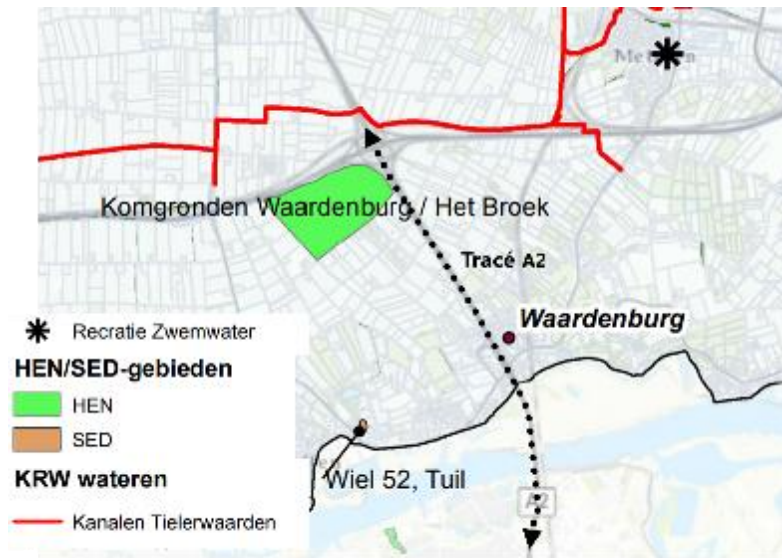 Komgronden Waardenburg / Het Broek
Tracé A2
Waardenburg
Recratie Zwemwater
HEN/SED-gebieden
HEN
SED
KRW wateren
Kanalen Tielerwaarden
Wiel 52, Tuil
A2